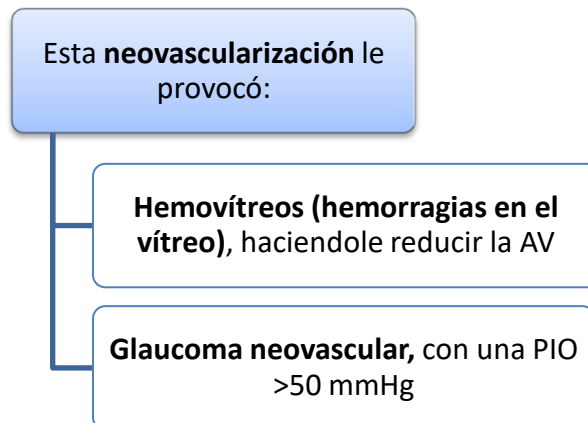 Esta neovascularización le
provocó:
Hemovítreos (hemorragias en el
vítreo), haciendole reducir la AV
Glaucoma neovascular, con una PIO
>50 mmHg